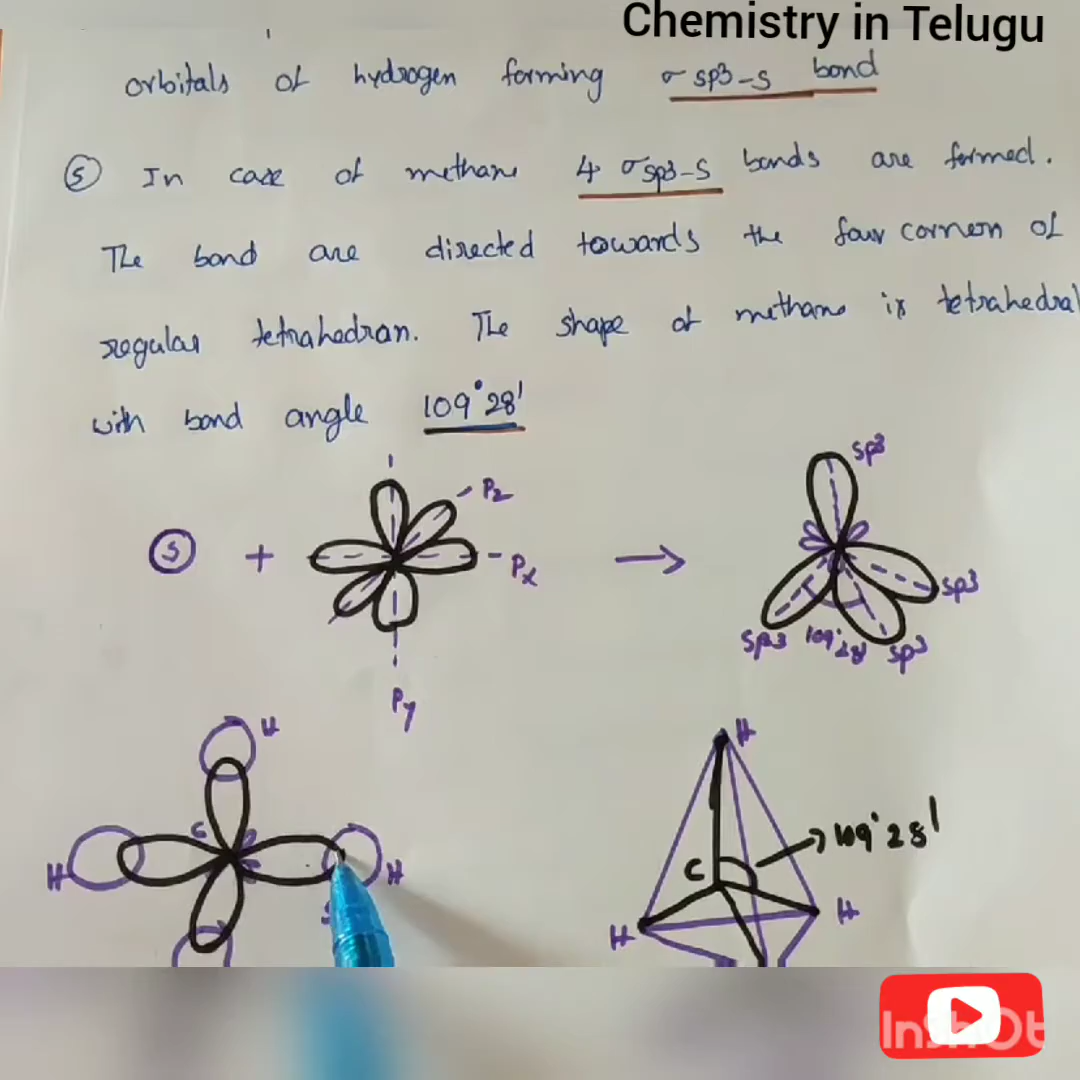 Chemistry in Telugu
orbitals of hydrogen forming σ sp3-s bond
⑤ In case of methane 4 σsp3-s bonds are formed.
The bond are directed towards the four corners of
regular tetrahedran. The shape of methane is tetrahedral
with bond angle 109°28'
sp3
Pz
S + → 
Px
sp3
sp3 109°28' sp3
Py
H
H
C
109°28'
H H
C
H H
InShOt